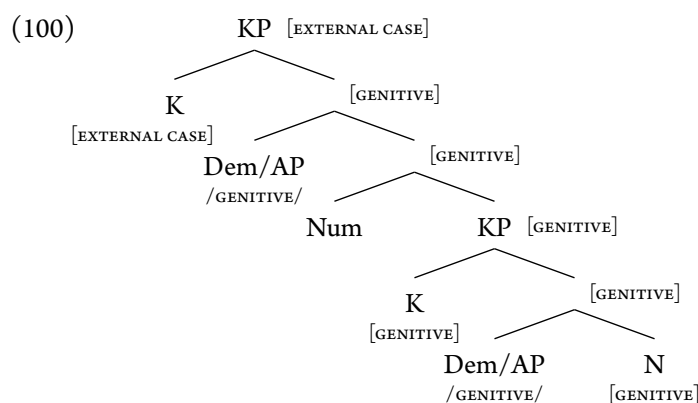 (100) KP [EXTERNAL CASE]
K [GENITIVE]
[EXTERNAL CASE]
Dem/AP [GENITIVE]
/GENITIVE/
Num KP [GENITIVE]
K [GENITIVE]
[GENITIVE]
Dem/AP N
/GENITIVE/ [GENITIVE]